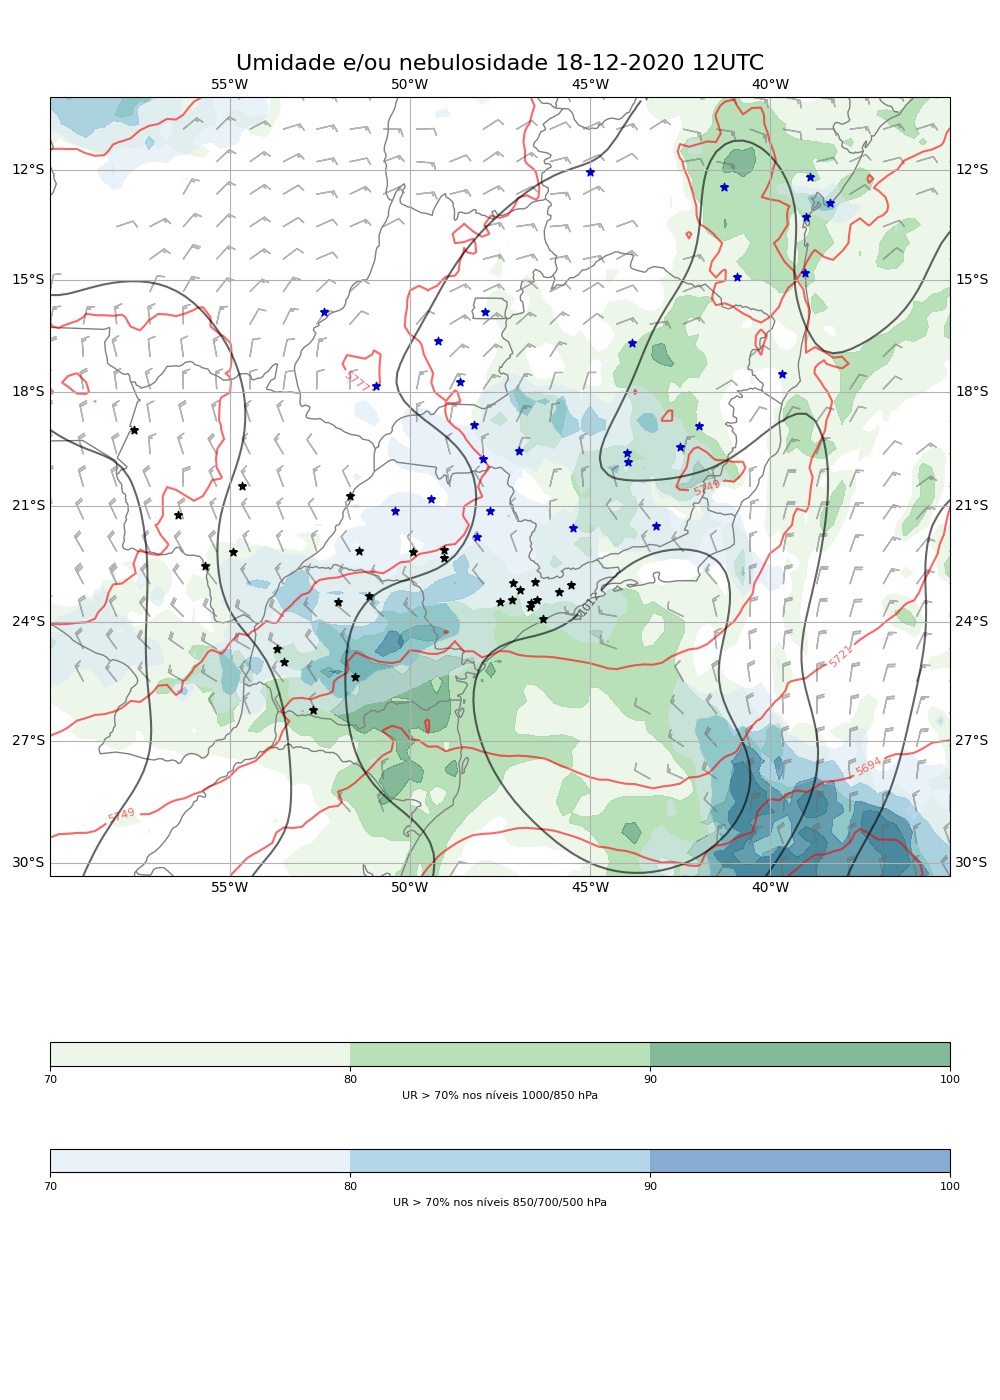 Umidade e/ou nebulosidade 18-12-2020 12UTC
55°W 50°W 45°W 40°W
12°S 12°S
15°S 15°S
5777
18°S 18°S
5749
21°S 21°S
1012
24°S 24°S
5721
27°S 27°S
5694
5749
30°S 30°S
55°W 50°W 45°W 40°W
70 80 90 100
UR > 70% nos níveis 1000/850 hPa
70 80 90 100
UR > 70% nos níveis 850/700/500 hPa